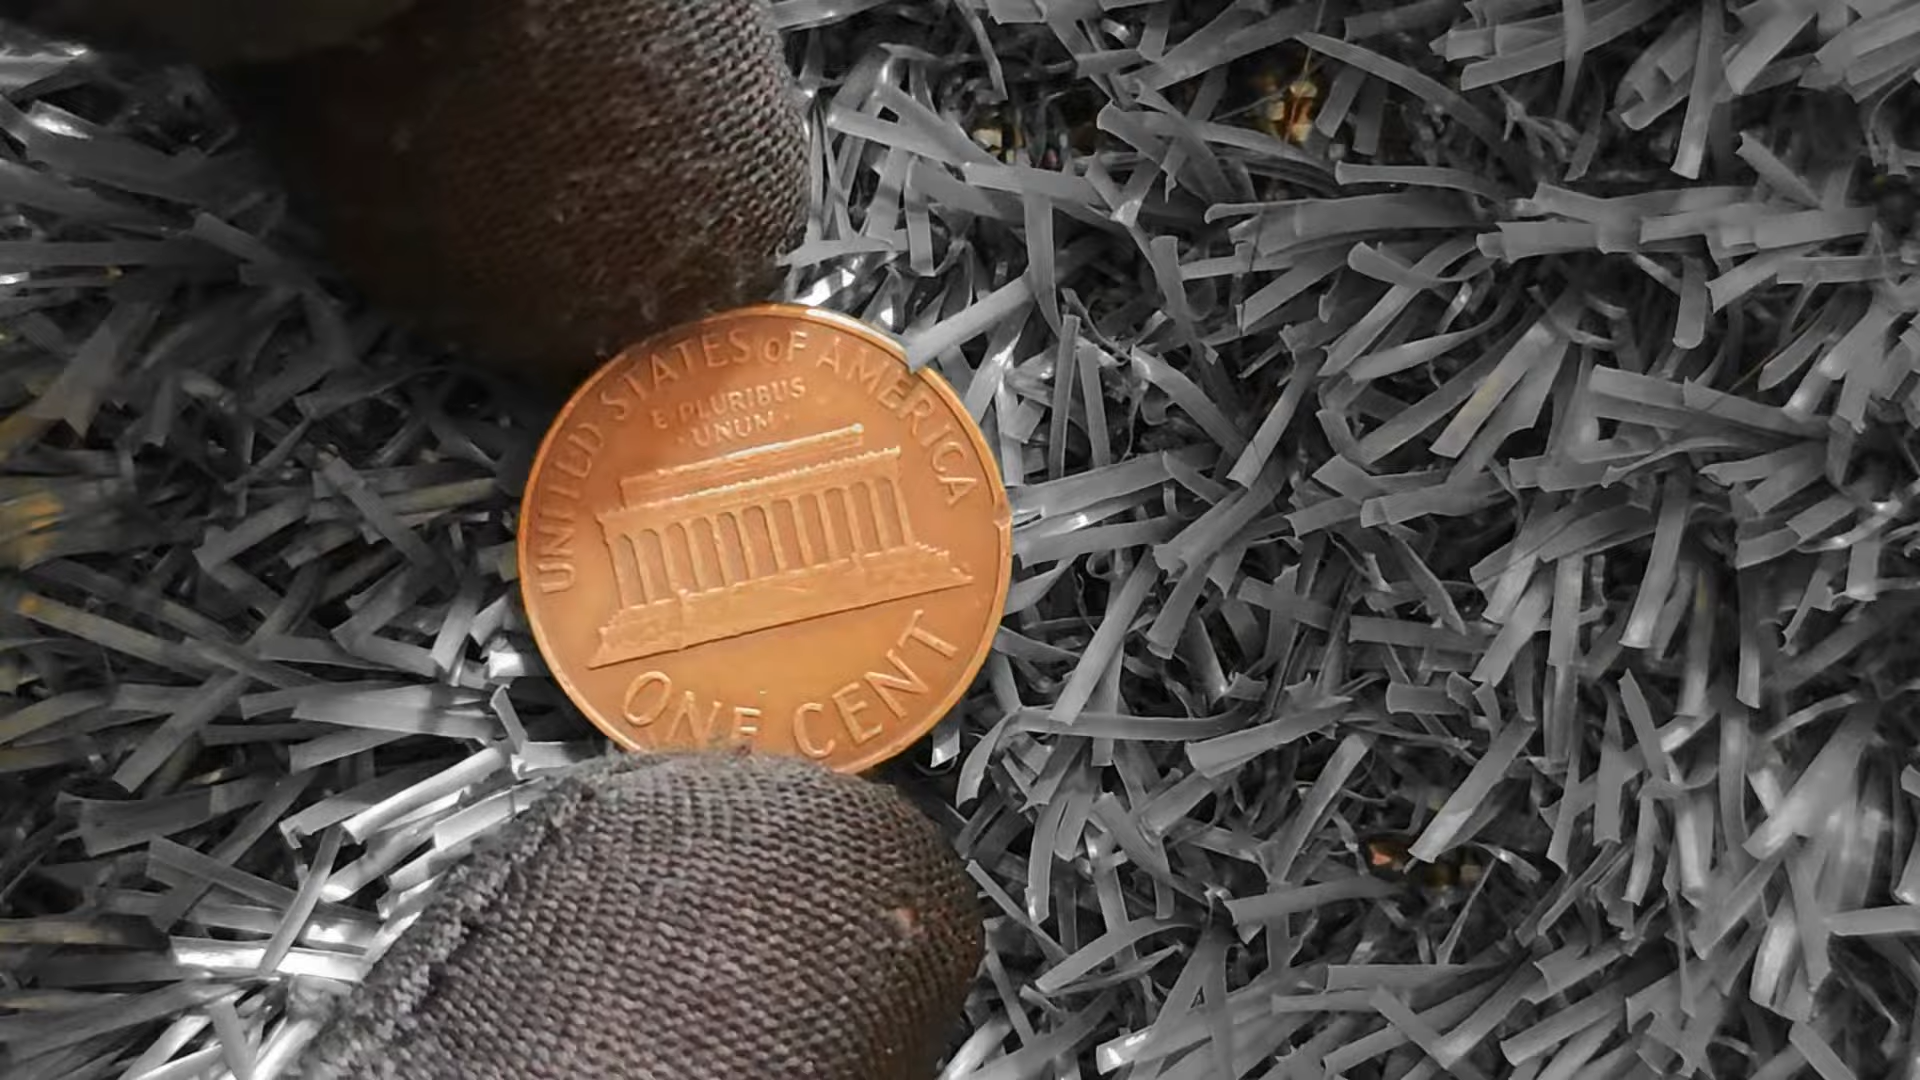 UNITED STATES oF AMERICA
E PLURIBUS
· UNUM ·
ONE CENT